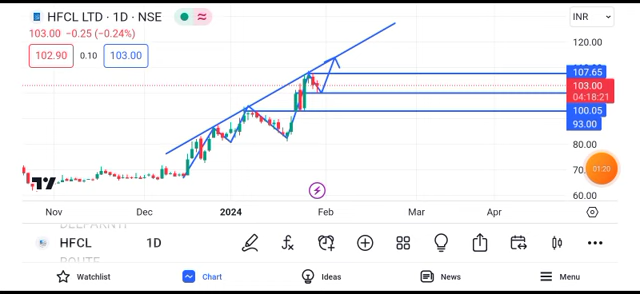 HFCL LTD · 1D · NSE
INR
103.00 −0.25 (−0.24%)
102.90 0.10 103.00
120.00
107.65
103.00
04:18:21
100.05
93.00
80.00
01:20
60.00
Nov Dec 2024 Feb Mar Apr
HFCL 1D
Watchlist Chart Ideas News Menu